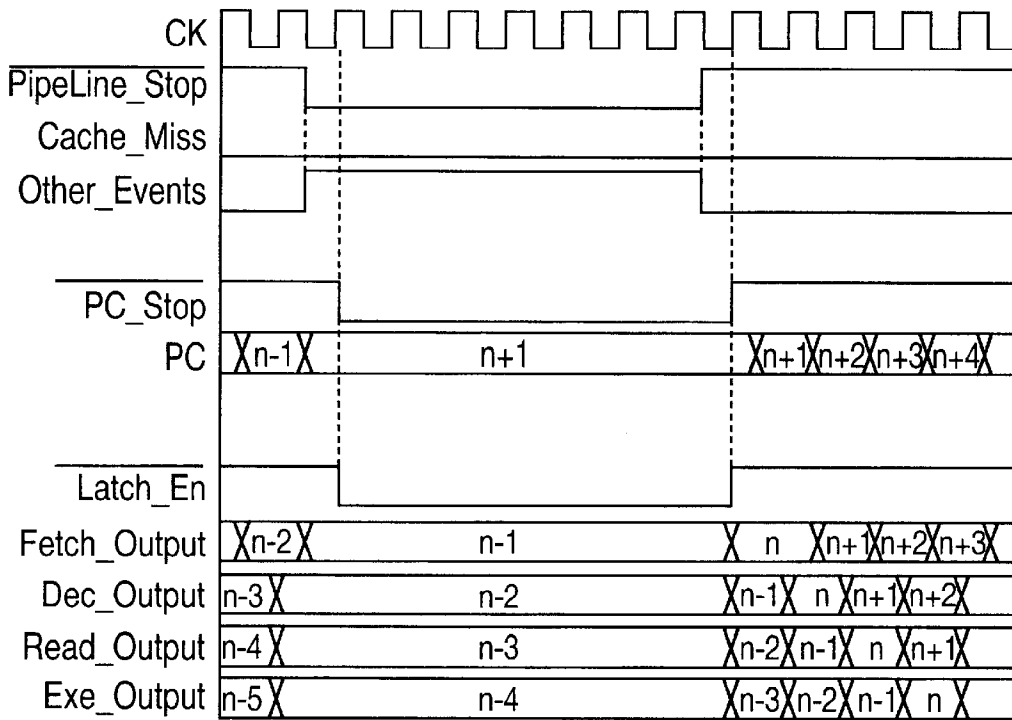 CK
PipeLine_Stop
Cache_Miss
Other_Events
PC_Stop
PC n-1 n+1 n+1 n+2 n+3 n+4
Latch_En
Fetch_Output n-2 n-1 n n+1 n+2 n+3
Dec_Output n-3 n-2 n-1 n n+1 n+2
Read_Output n-4 n-3 n-2 n-1 n n+1
Exe_Output n-5 n-4 n-3 n-2 n-1 n